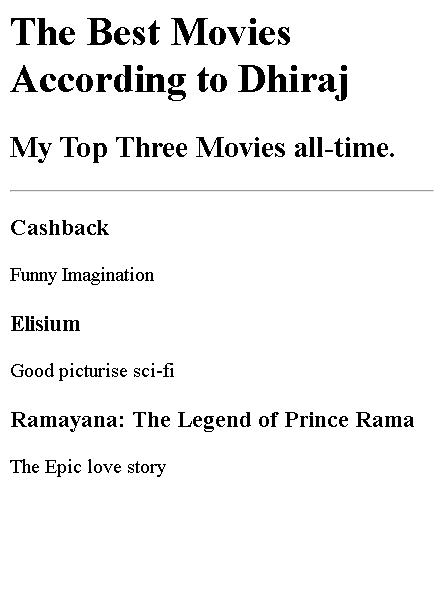 The Best Movies
According to Dhiraj
My Top Three Movies all-time.
Cashback
Funny Imagination
Elisium
Good picturise sci-fi
Ramayana: The Legend of Prince Rama
The Epic love story